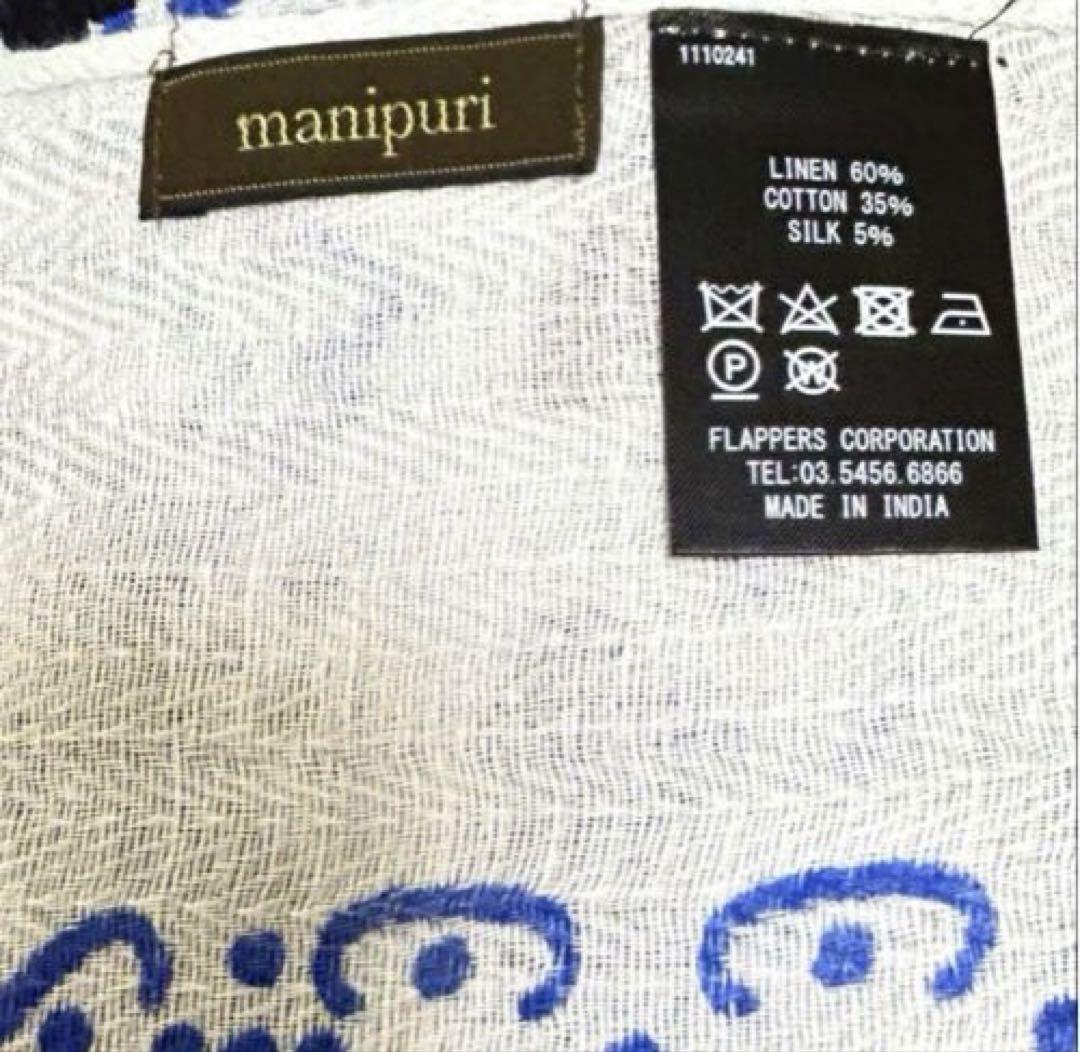 manipuri
1110241
LINEN 60%
COTTON 35%
SILK 5%
P W
FLAPPERS CORPORATION
TEL:03.5456.6866
MADE IN INDIA